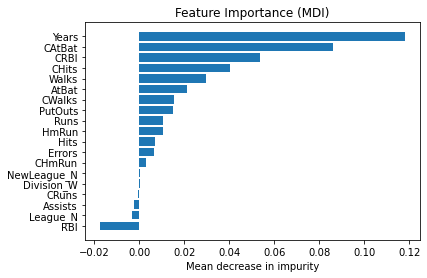 Feature Importance (MDI)
Years
CAtBat
CRBI
CHits
Walks
AtBat
CWalks
PutOuts
Runs
HmRun
Hits
Errors
CHmRun
NewLeague_N
Division_W
CRuns
Assists
League_N
RBI
−0.02 0.00 0.02 0.04 0.06 0.08 0.10 0.12
Mean decrease in impurity